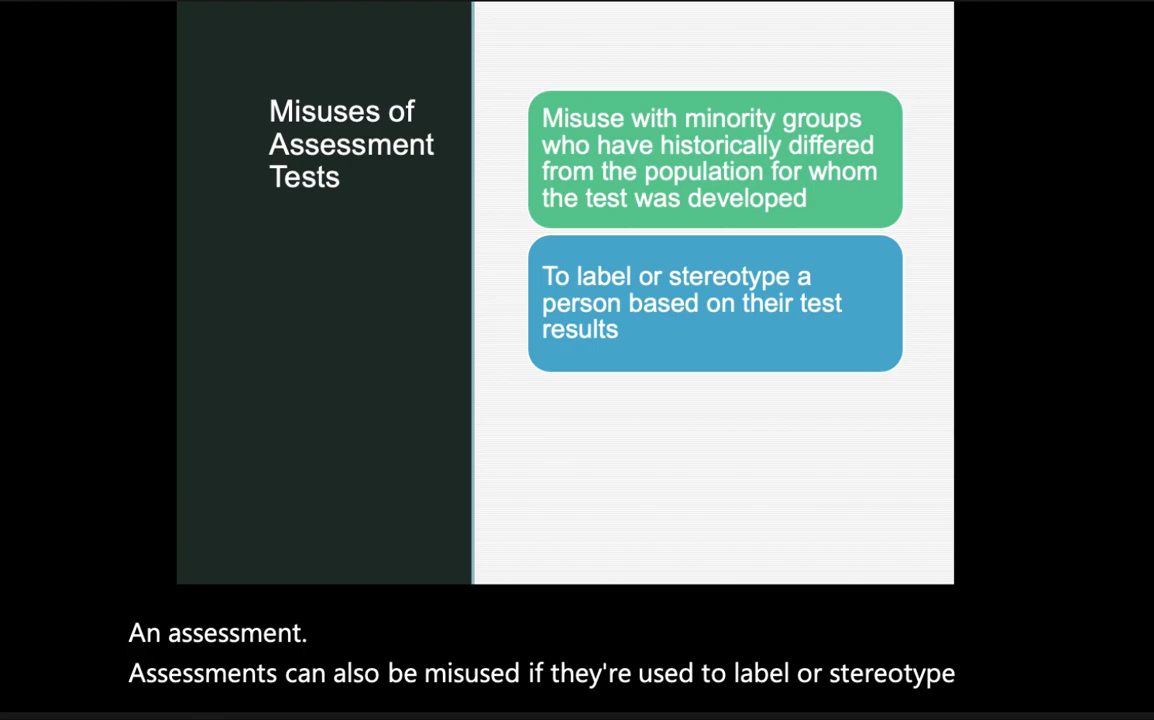 Misuses of
Assessment
Tests
Misuse with minority groups
who have historically differed
from the population for whom
the test was developed
To label or stereotype a
person based on their test
results
An assessment.
Assessments can also be misused if they're used to label or stereotype